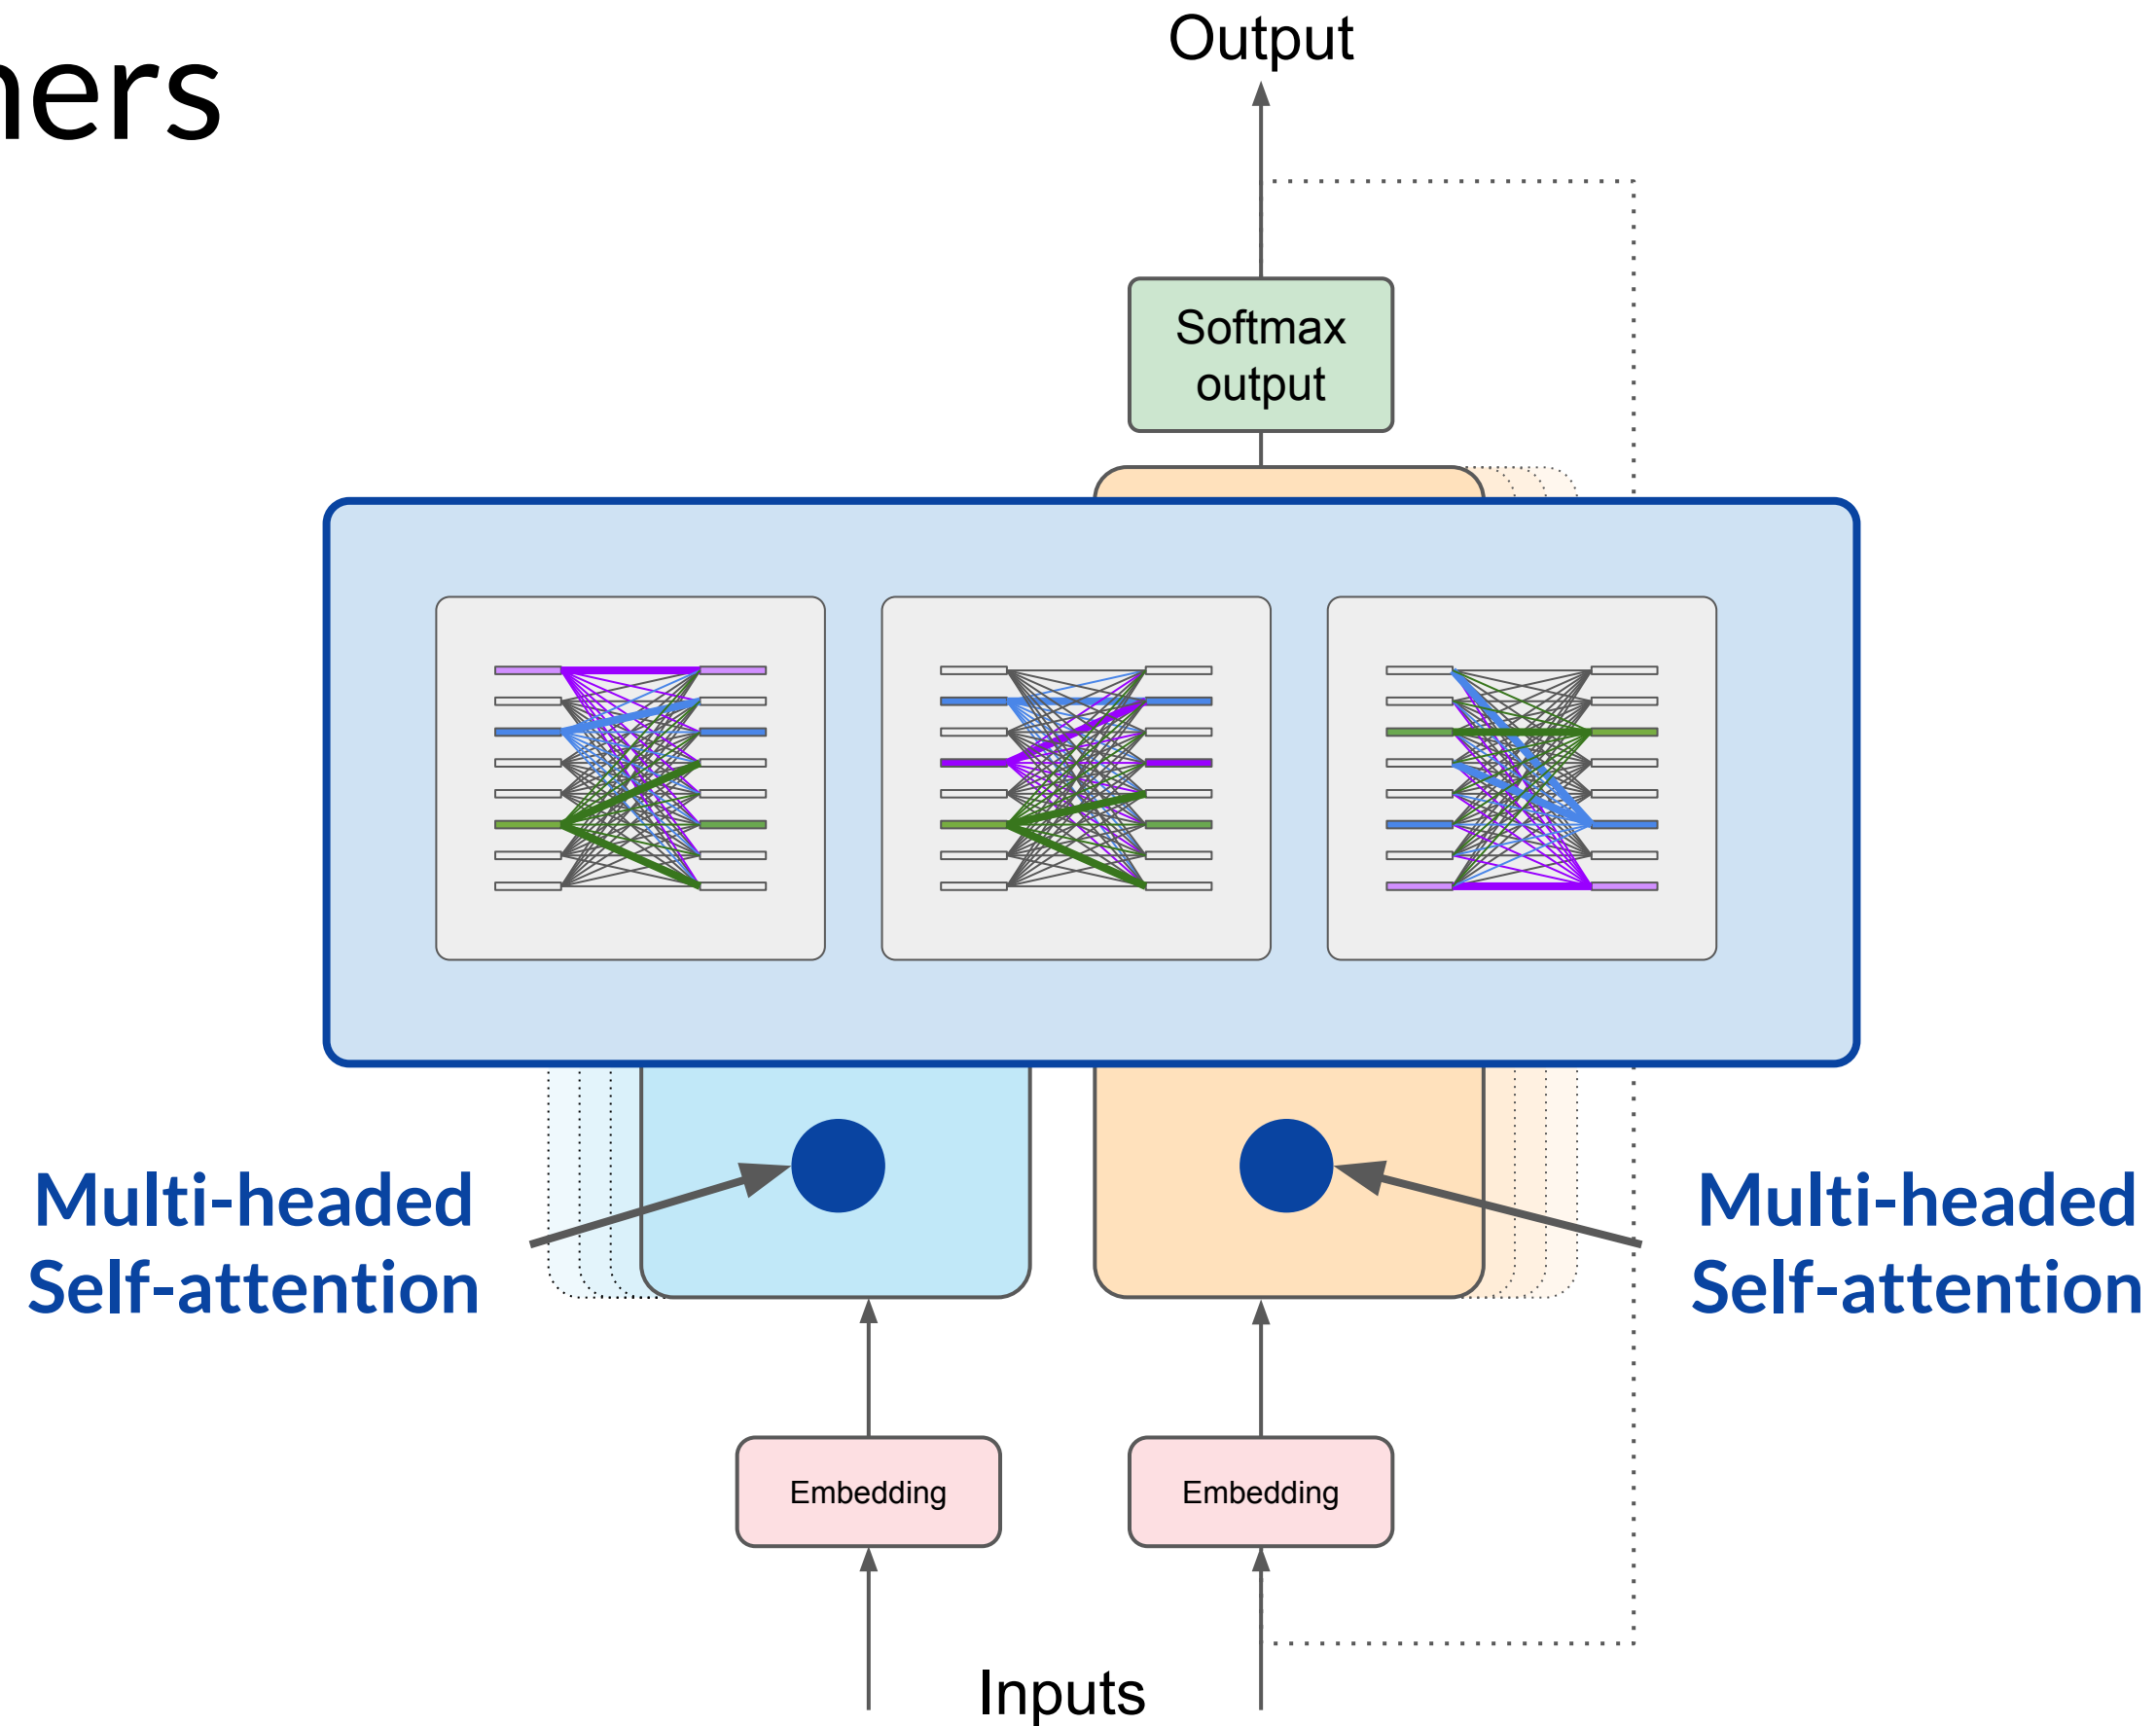 ners
Output
Softmax
output
Multi-headed
Self-attention
Multi-headed
Self-attention
Embedding
Embedding
Inputs